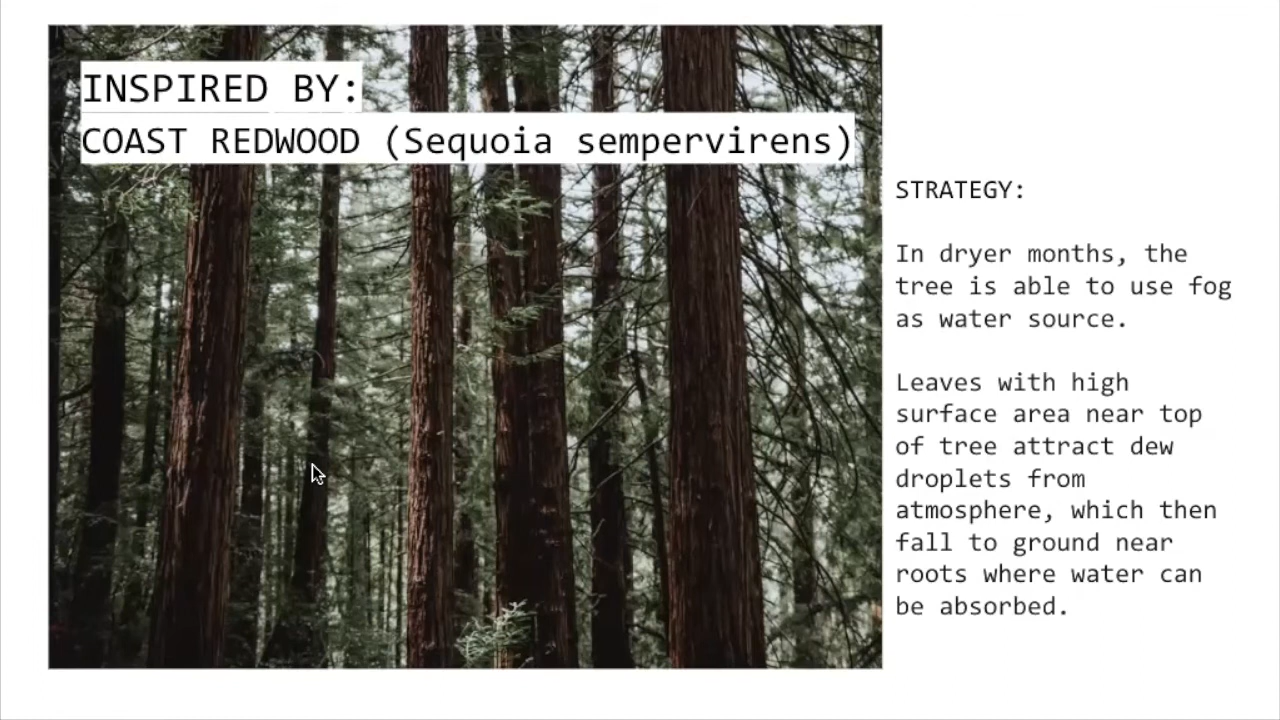 INSPIRED BY:
COAST REDWOOD (Sequoia sempervirens)
STRATEGY:
In dryer months, the
tree is able to use fog
as water source.
Leaves with high
surface area near top
of tree attract dew
droplets from
atmosphere, which then
fall to ground near
roots where water can
be absorbed.